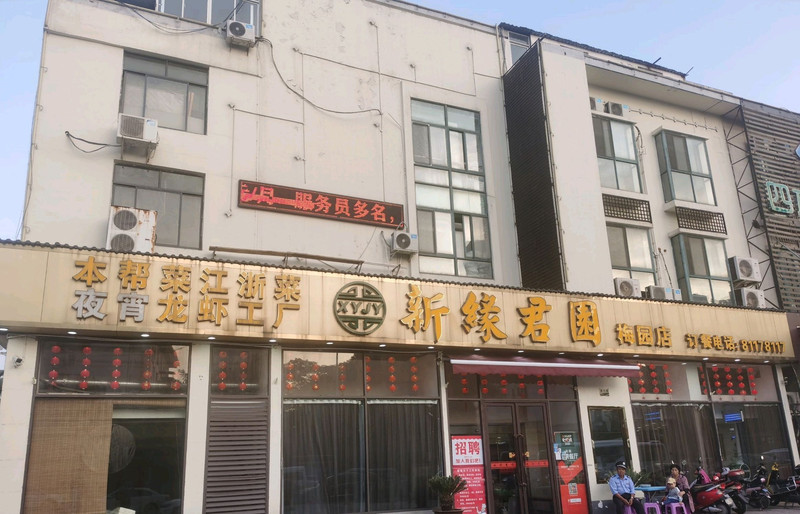 服务员多名，
本帮菜江浙菜
夜宵龙虾工厂
XYJY
新缘君园
梅园店
订餐电话：81178117
招聘